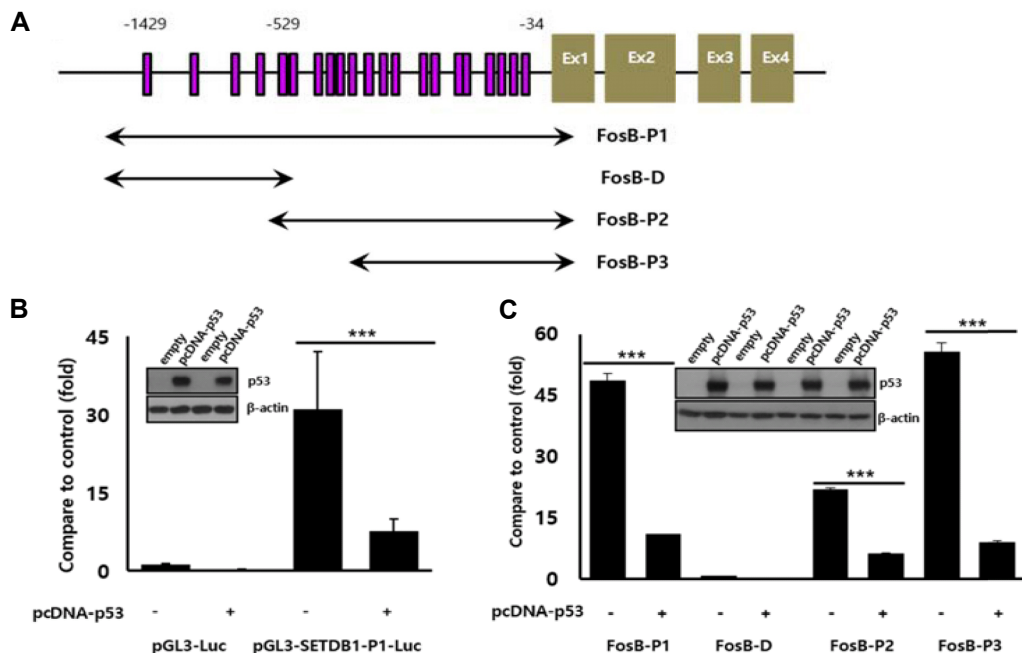 A
-1429
-529
-34
Ex1
Ex2
Ex3
Ex4
FosB-P1
FosB-D
FosB-P2
FosB-P3
B
Compare to control (fold)
45
30
15
0
empty
pcDNA-p53
empty
pcDNA-p53
p53
β-actin
***
pcDNA-p53
- + - +
pGL3-Luc
pGL3-SETDB1-P1-Luc
C
Compare to control (fold)
60
45
30
15
0
***
empty
pcDNA-p53
empty
pcDNA-p53
empty
pcDNA-p53
empty
pcDNA-p53
p53
β-actin
***
***
pcDNA-p53
- + - + - + - +
FosB-P1
FosB-D
FosB-P2
FosB-P3